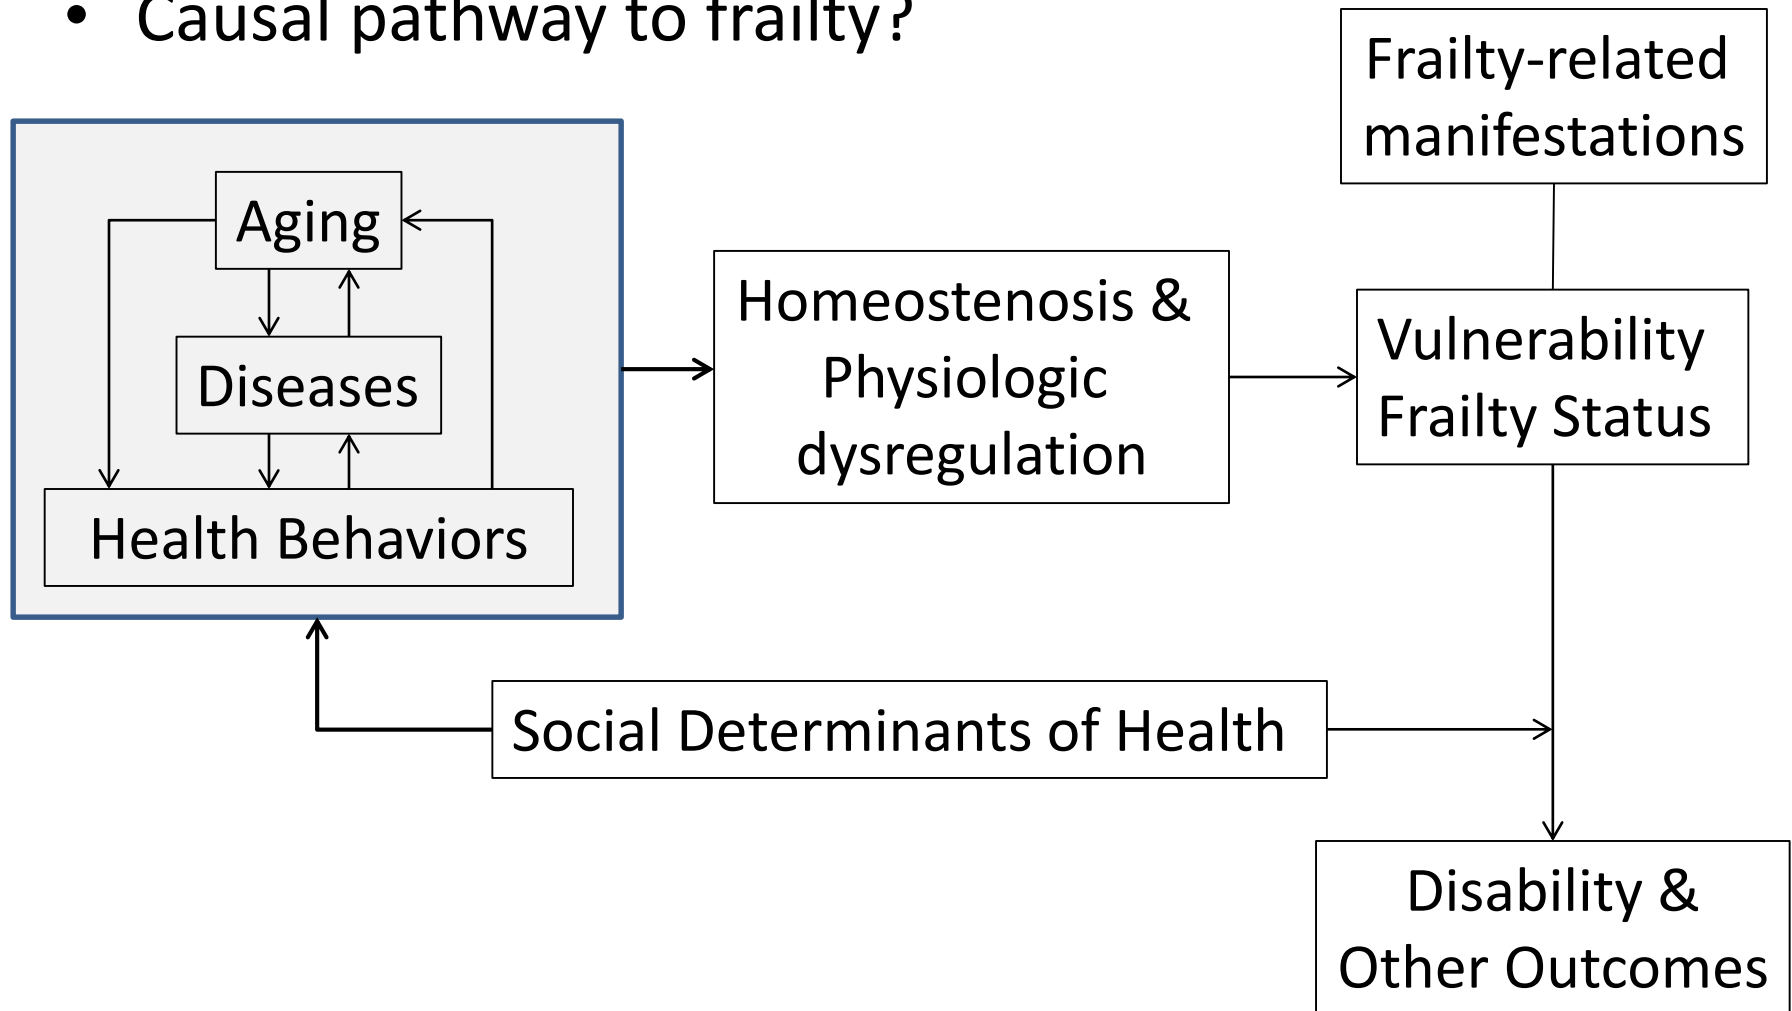 • Causal pathway to frailty?
Frailty-related
manifestations
Aging
Diseases
Health Behaviors
Homeostenosis &
Physiologic
dysregulation
Vulnerability
Frailty Status
Social Determinants of Health
Disability &
Other Outcomes